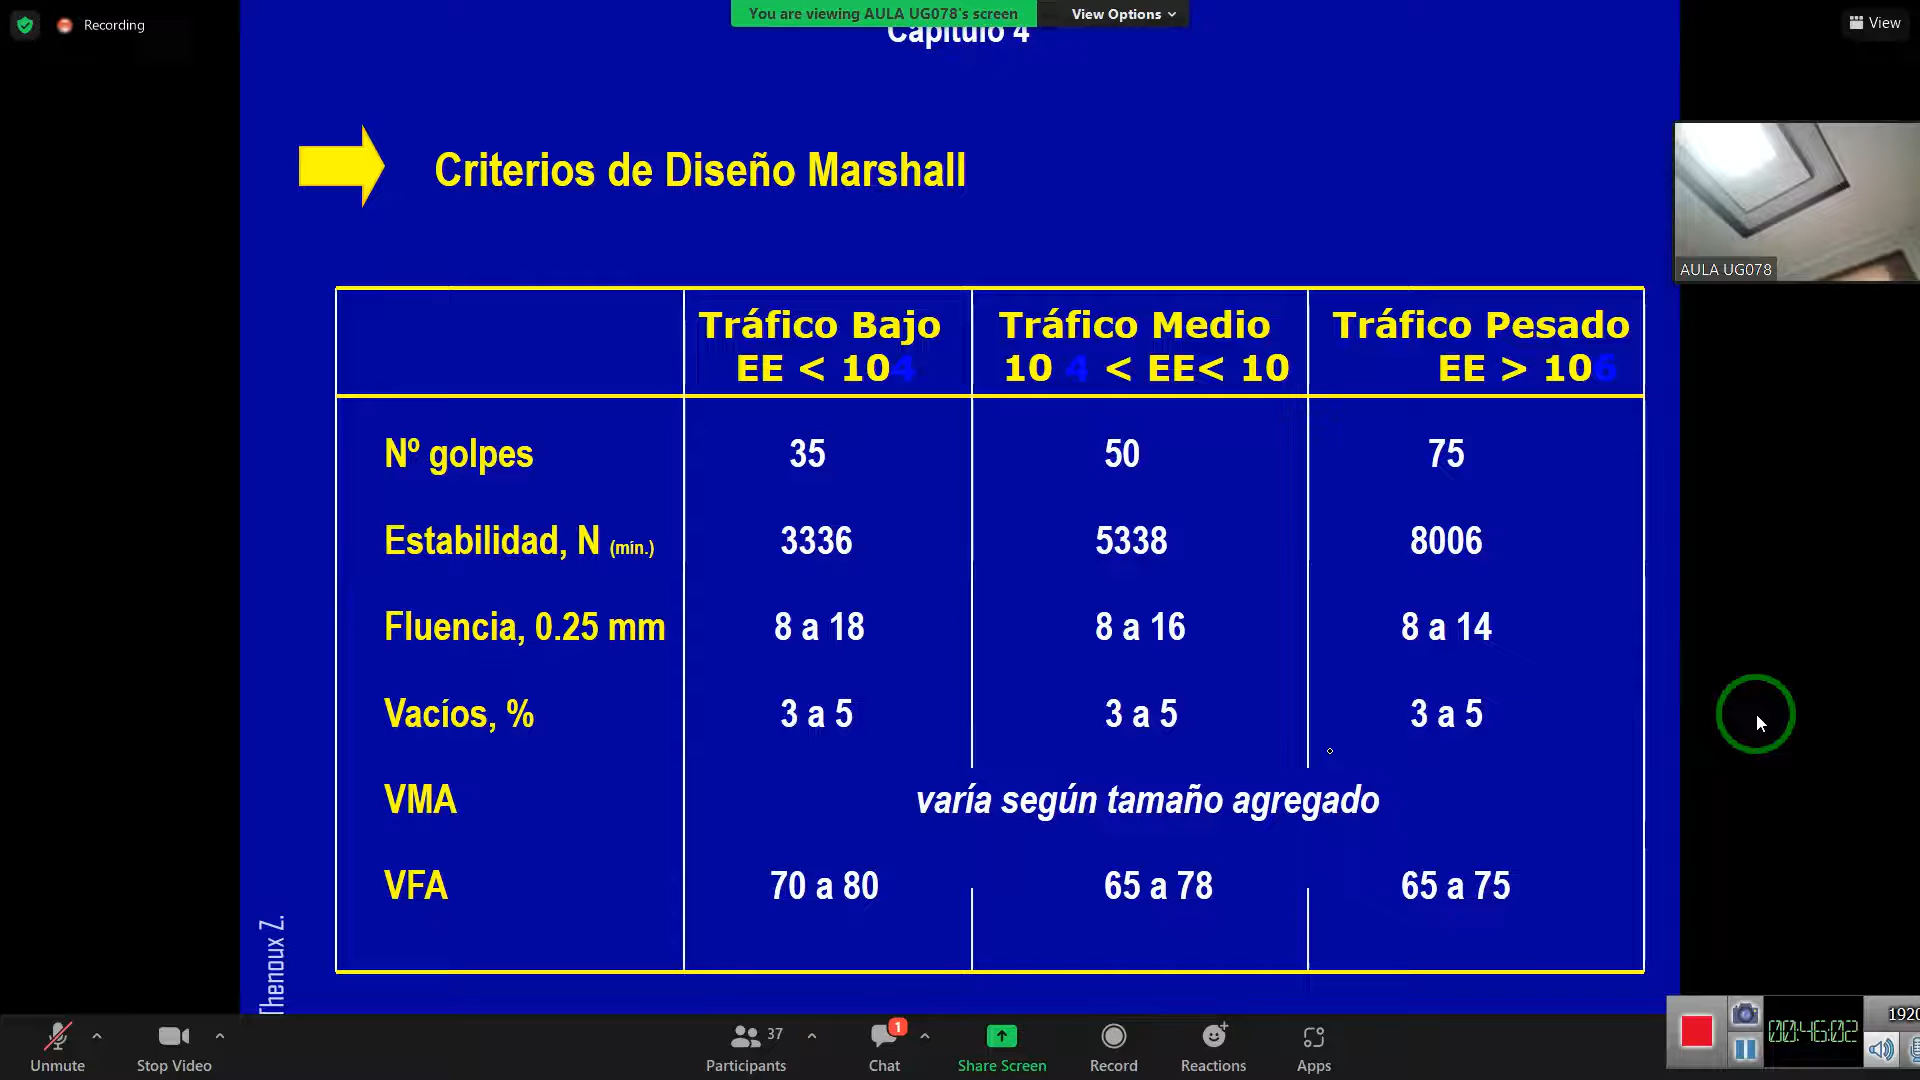 Recording
You are viewing AULA UG078's screen
View Options
View
Capítulo 4
Criterios de Diseño Marshall
AULA UG078
Tráfico Bajo Tráfico Medio Tráfico Pesado
EE < 104 10 4 < EE< 10 EE > 106
Nº golpes 35 50 75
Estabilidad, N (mín.) 3336 5338 8006
Fluencia, 0.25 mm 8 a 18 8 a 16 8 a 14
Vacíos, % 3 a 5 3 a 5 3 a 5
VMA varía según tamaño agregado
VFA 70 a 80 65 a 78 65 a 75
Thenoux Z.
Unmute
Stop Video
37
Participants
1
Chat
Share Screen
Record
Reactions
Apps
00:46:02
1920